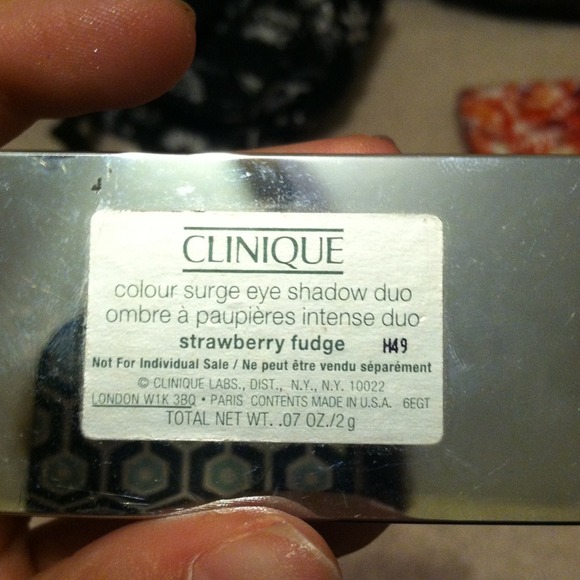 CLINIQUE
colour surge eye shadow duo
ombre à paupières intense duo
strawberry fudge H49
Not For Individual Sale / Ne peut être vendu séparément
© CLINIQUE LABS., DIST., N.Y., N.Y. 10022
LONDON W1K 3BQ • PARIS CONTENTS MADE IN U.S.A. 6EGT
TOTAL NET WT. .07 OZ./2 g